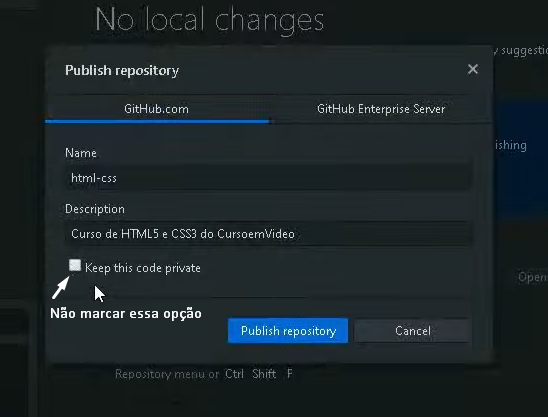 No local changes
y suggestio
Publish repository
GitHub.com
GitHub Enterprise Server
ishing
Name
html-css
Description
Curso de HTML5 e CSS3 do CursoemVideo
Keep this code private
Open
Não marcar essa opção
Publish repository
Cancel
Repository menu or Ctrl Shift F